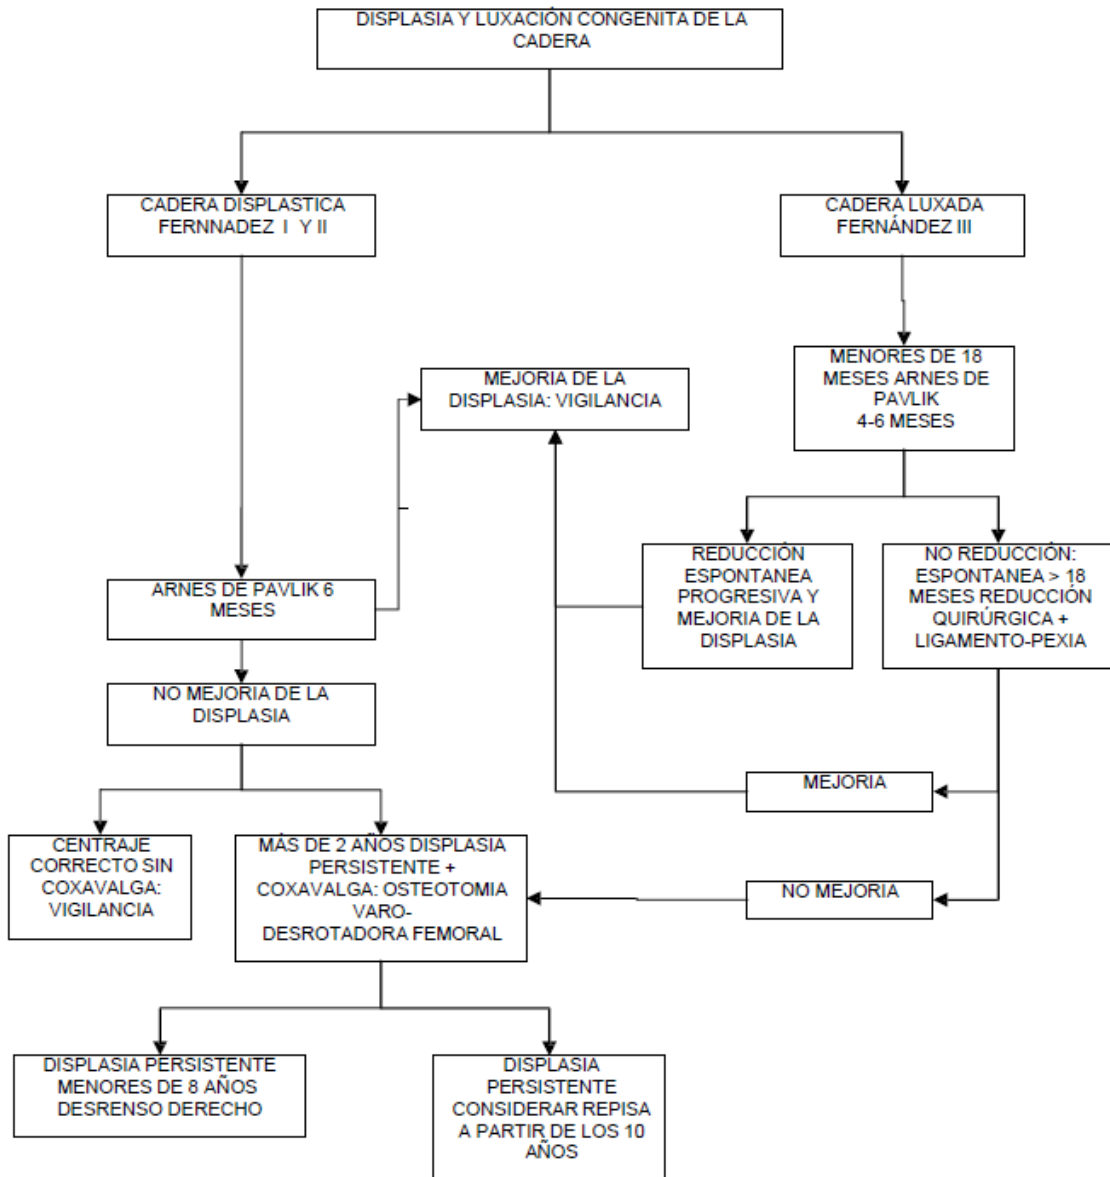 DISPLASIA Y LUXACIÓN CONGENITA DE LA
CADERA
CADERA DISPLASTICA
FERNNADEZ I Y II
CADERA LUXADA
FERNÁNDEZ III
MENORES DE 18
MESES ARNES DE
PAVLIK
4-6 MESES
MEJORIA DE LA
DISPLASIA: VIGILANCIA
REDUCCIÓN
ESPONTANEA
PROGRESIVA Y
MEJORIA DE LA
DISPLASIA
NO REDUCCIÓN:
ESPONTANEA > 18
MESES REDUCCIÓN
QUIRÚRGICA +
LIGAMENTO-PEXIA
ARNES DE PAVLIK 6
MESES
NO MEJORIA DE LA
DISPLASIA
MEJORIA
CENTRAJE
CORRECTO SIN
COXAVALGA:
VIGILANCIA
MÁS DE 2 AÑOS DISPLASIA
PERSISTENTE +
COXAVALGA: OSTEOTOMIA
VARO-
DESROTADORA FEMORAL
NO MEJORIA
DISPLASIA PERSISTENTE
MENORES DE 8 AÑOS
DESRENSO DERECHO
DISPLASIA
PERSISTENTE
CONSIDERAR REPISA
A PARTIR DE LOS 10
AÑOS